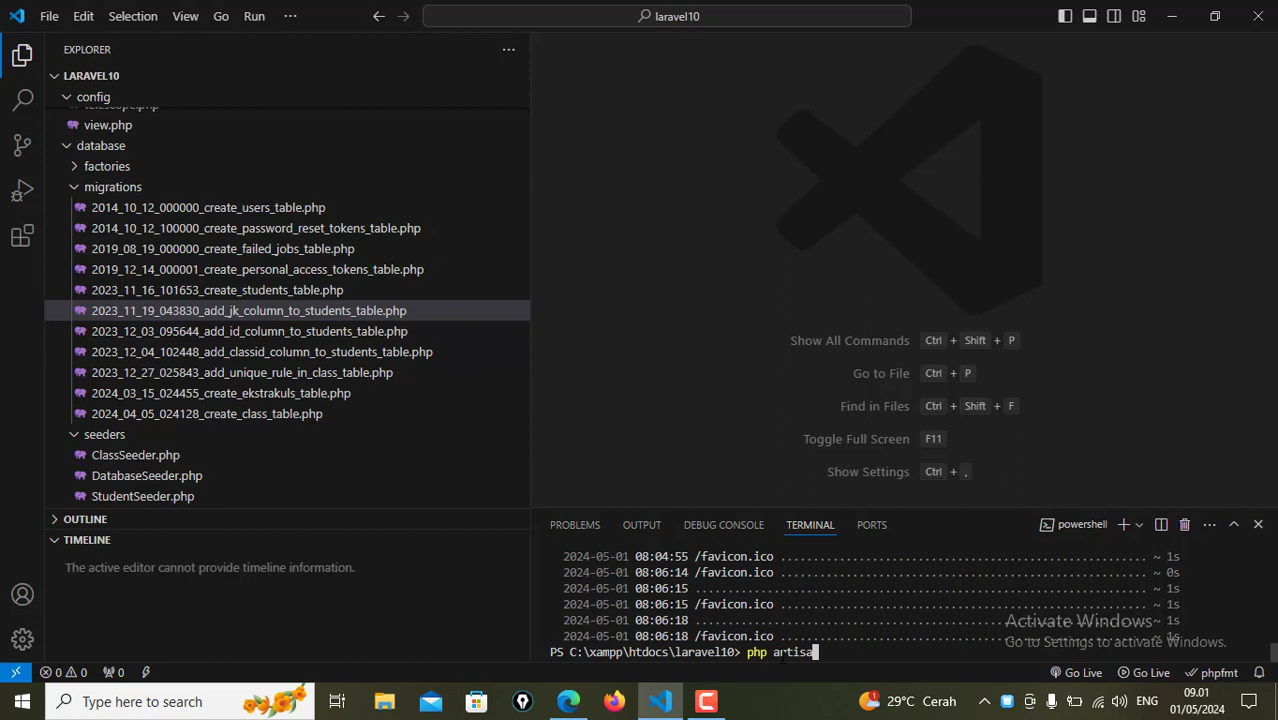 File Edit Selection View Go Run ··· laravel10
EXPLORER ···
LARAVEL10
config
telescope.php
view.php
database
factories
migrations
2014_10_12_000000_create_users_table.php
2014_10_12_100000_create_password_reset_tokens_table.php
2019_08_19_000000_create_failed_jobs_table.php
2019_12_14_000001_create_personal_access_tokens_table.php
2023_11_16_101653_create_students_table.php
2023_11_19_043830_add_jk_column_to_students_table.php
2023_12_03_095644_add_id_column_to_students_table.php
2023_12_04_102448_add_classid_column_to_students_table.php
2023_12_27_025843_add_unique_rule_in_class_table.php
2024_03_15_024455_create_ekstrakuls_table.php
2024_04_05_024128_create_class_table.php
seeders
ClassSeeder.php
DatabaseSeeder.php
StudentSeeder.php
OUTLINE
TIMELINE
The active editor cannot provide timeline information.
Show All Commands Ctrl + Shift + P
Go to File Ctrl + P
Find in Files Ctrl + Shift + F
Toggle Full Screen F11
Show Settings Ctrl + ,
PROBLEMS OUTPUT DEBUG CONSOLE TERMINAL PORTS powershell
2024-05-01 08:04:55 /favicon.ico ............................................. ~ 1s
2024-05-01 08:06:14 /favicon.ico ............................................. ~ 0s
2024-05-01 08:06:15 ......................................................... ~ 1s
2024-05-01 08:06:15 /favicon.ico ............................................. ~ 1s
2024-05-01 08:06:18 ......................................................... ~ 1s
2024-05-01 08:06:18 /favicon.ico ............................................. ~ 1s
PS C:\xampp\htdocs\laravel10> php artisa
Activate Windows
Go to Settings to activate Windows.
0 0 18 Go Live Go Live phpfmt
Type here to search 1 29°C Cerah ENG 09.01
01/05/2024